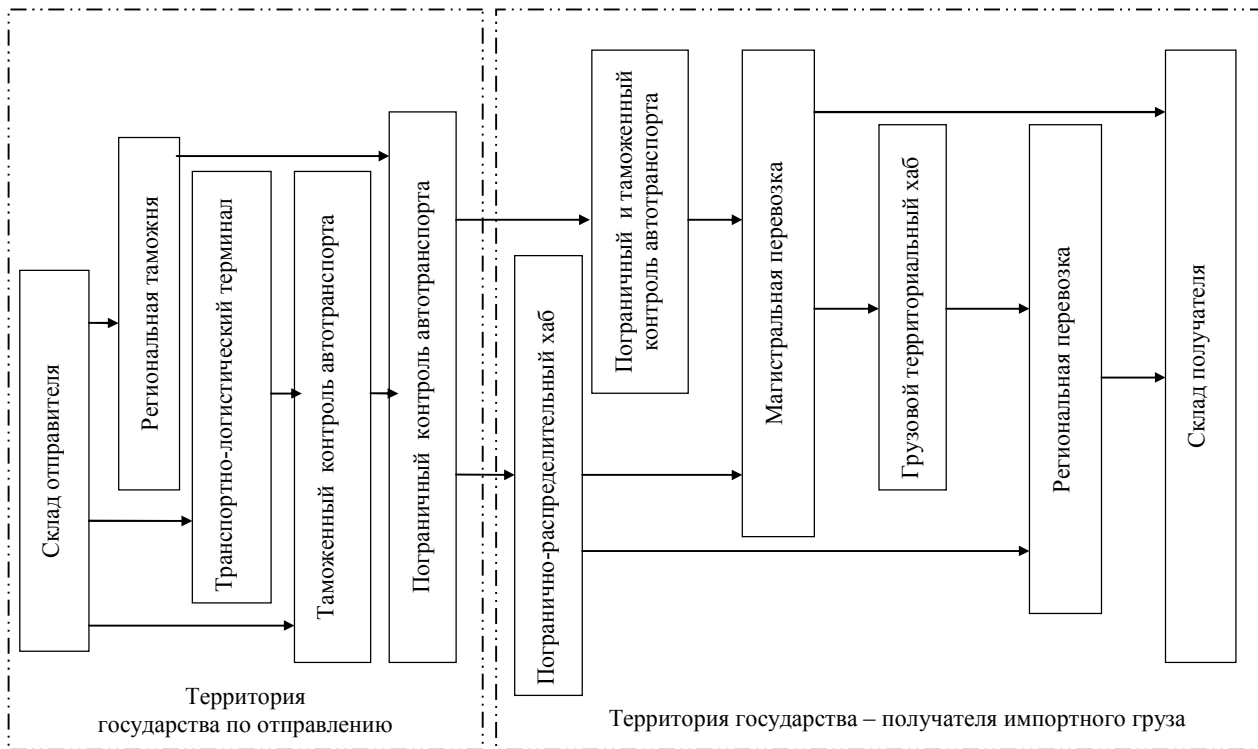 Склад отправителя
Региональная таможня
Транспортно-логистический терминал
Таможенный контроль автотранспорта
Пограничный контроль автотранспорта
Погранично-распределительный хаб
Пограничный и таможенный
контроль автотранспорта
Магистральная перевозка
Грузовой территориальный хаб
Региональная перевозка
Склад получателя
Территория
государства по отправлению
Территория государства – получателя импортного груза